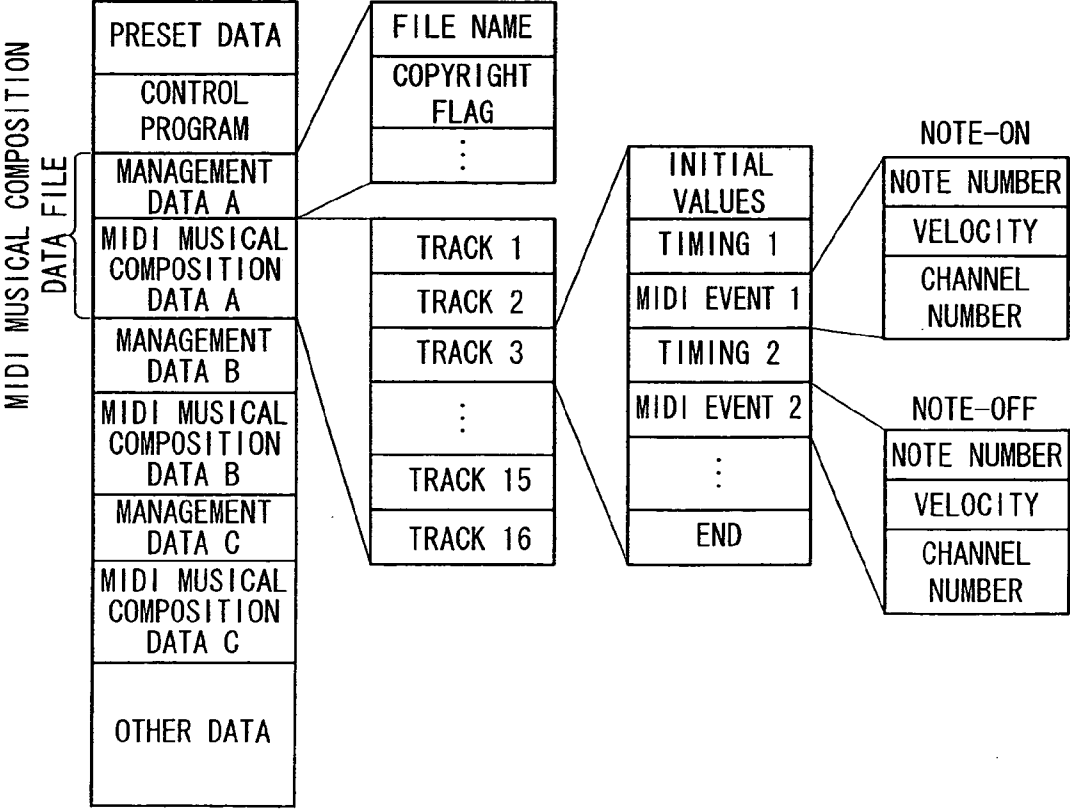 MIDI MUSICAL COMPOSITION
DATA FILE
PRESET DATA
CONTROL
PROGRAM
MANAGEMENT
DATA A
MIDI MUSICAL
COMPOSITION
DATA A
MANAGEMENT
DATA B
MIDI MUSICAL
COMPOSITION
DATA B
MANAGEMENT
DATA C
MIDI MUSICAL
COMPOSITION
DATA C
OTHER DATA
FILE NAME
COPYRIGHT
FLAG
⋮
TRACK 1
TRACK 2
TRACK 3
⋮
TRACK 15
TRACK 16
INITIAL
VALUES
TIMING 1
MIDI EVENT 1
TIMING 2
MIDI EVENT 2
⋮
END
NOTE-ON
NOTE NUMBER
VELOCITY
CHANNEL
NUMBER
NOTE-OFF
NOTE NUMBER
VELOCITY
CHANNEL
NUMBER